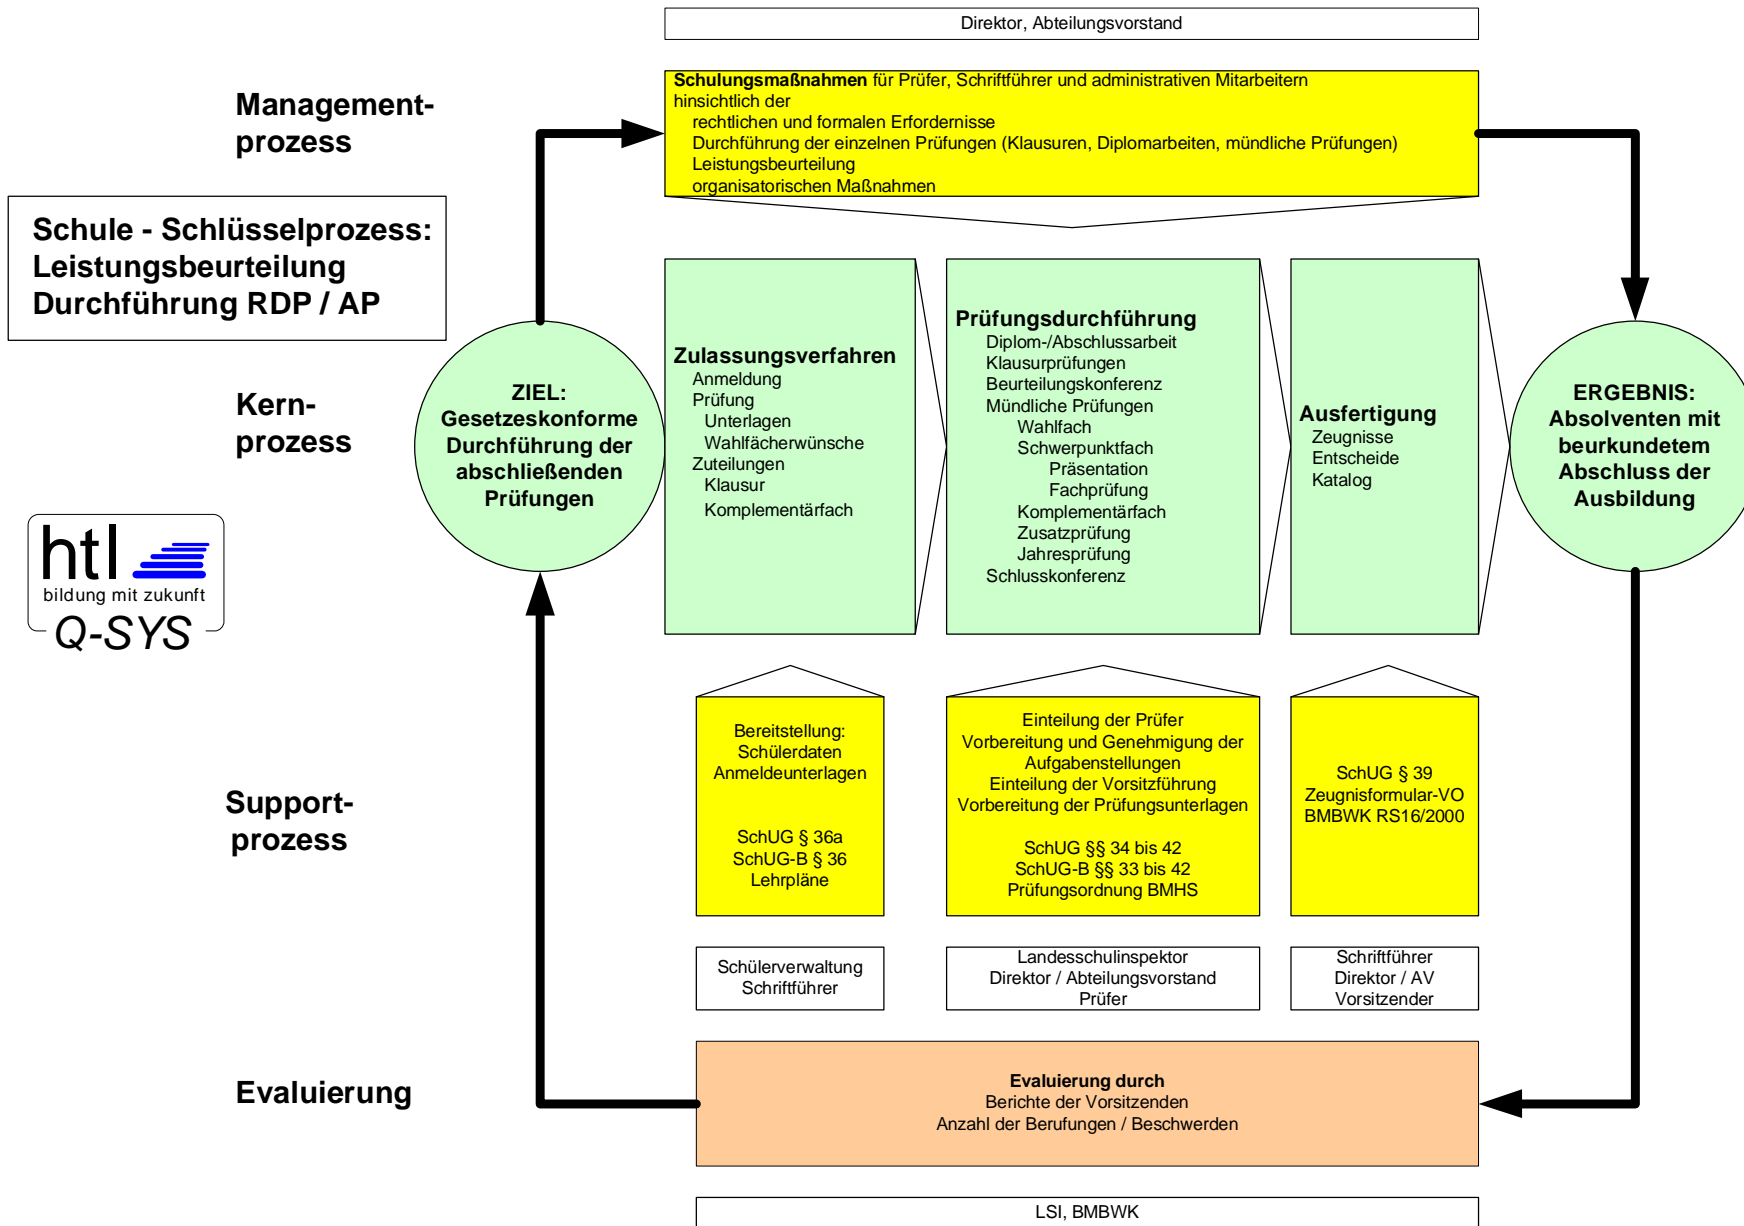 Direktor, Abteilungsvorstand
Management-
prozess
Schulungsmaßnahmen für Prüfer, Schriftführer und administrativen Mitarbeitern
hinsichtlich der
rechtlichen und formalen Erfordernisse
Durchführung der einzelnen Prüfungen (Klausuren, Diplomarbeiten, mündliche Prüfungen)
Leistungsbeurteilung
organisatorischen Maßnahmen
Schule - Schlüsselprozess:
Leistungsbeurteilung
Durchführung RDP / AP
Kern-
prozess
ZIEL:
Gesetzeskonforme
Durchführung der
abschließenden
Prüfungen
Zulassungsverfahren
Anmeldung
Prüfung
Unterlagen
Wahlfächerwünsche
Zuteilungen
Klausur
Komplementärfach
Prüfungsdurchführung
Diplom-/Abschlussarbeit
Klausurprüfungen
Beurteilungskonferenz
Mündliche Prüfungen
Wahlfach
Schwerpunktfach
Präsentation
Fachprüfung
Komplementärfach
Zusatzprüfung
Jahresprüfung
Schlusskonferenz
Ausfertigung
Zeugnisse
Entscheide
Katalog
ERGEBNIS:
Absolventen mit
beurkundetem
Abschluss der
Ausbildung
htl
bildung mit zukunft
Q-SYS
Support-
prozess
Bereitstellung:
Schülerdaten
Anmeldeunterlagen
SchUG § 36a
SchUG-B § 36
Lehrpläne
Einteilung der Prüfer
Vorbereitung und Genehmigung der
Aufgabenstellungen
Einteilung der Vorsitzführung
Vorbereitung der Prüfungsunterlagen
SchUG §§ 34 bis 42
SchUG-B §§ 33 bis 42
Prüfungsordnung BMHS
SchUG § 39
Zeugnisformular-VO
BMBWK RS16/2000
Schülerverwaltung
Schriftführer
Landesschulinspektor
Direktor / Abteilungsvorstand
Prüfer
Schriftführer
Direktor / AV
Vorsitzender
Evaluierung
Evaluierung durch
Berichte der Vorsitzenden
Anzahl der Berufungen / Beschwerden
LSI, BMBWK